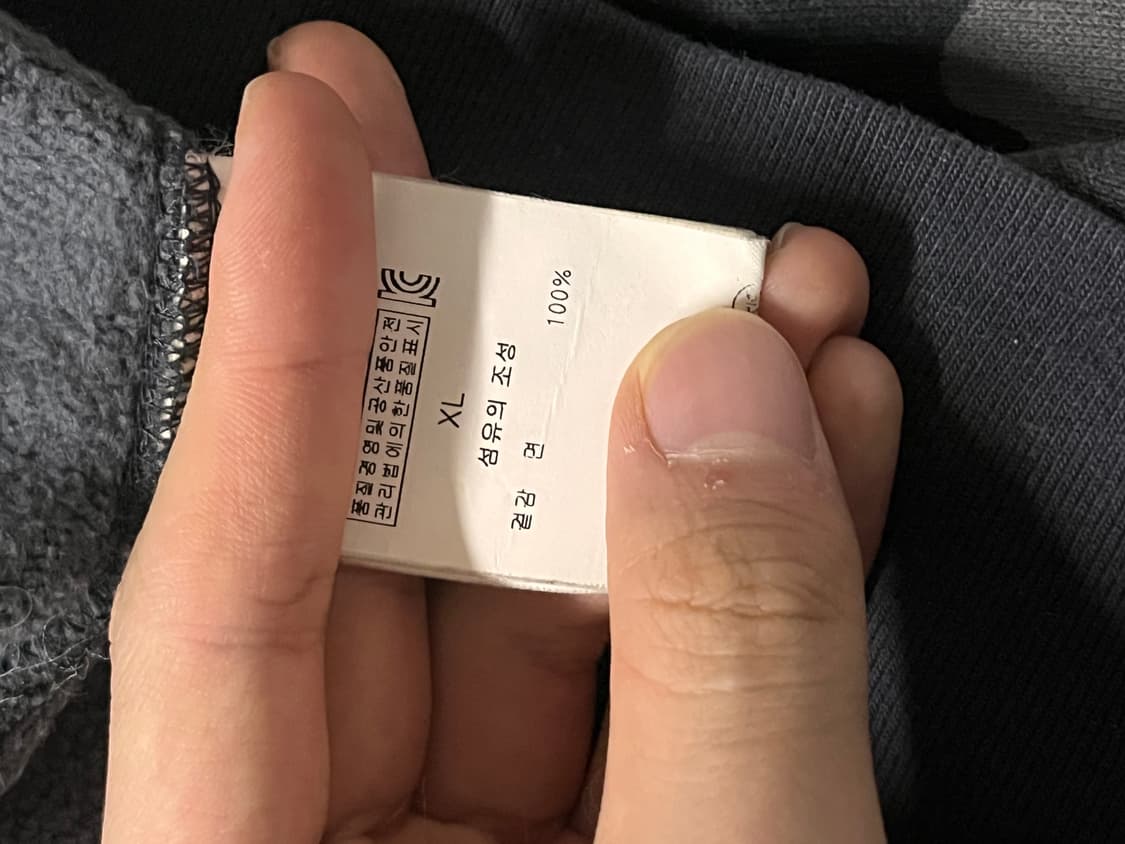 품질경영및공산품안전
관리법에의한품질표시
XL
섬유의 조성
겉감 면 100%